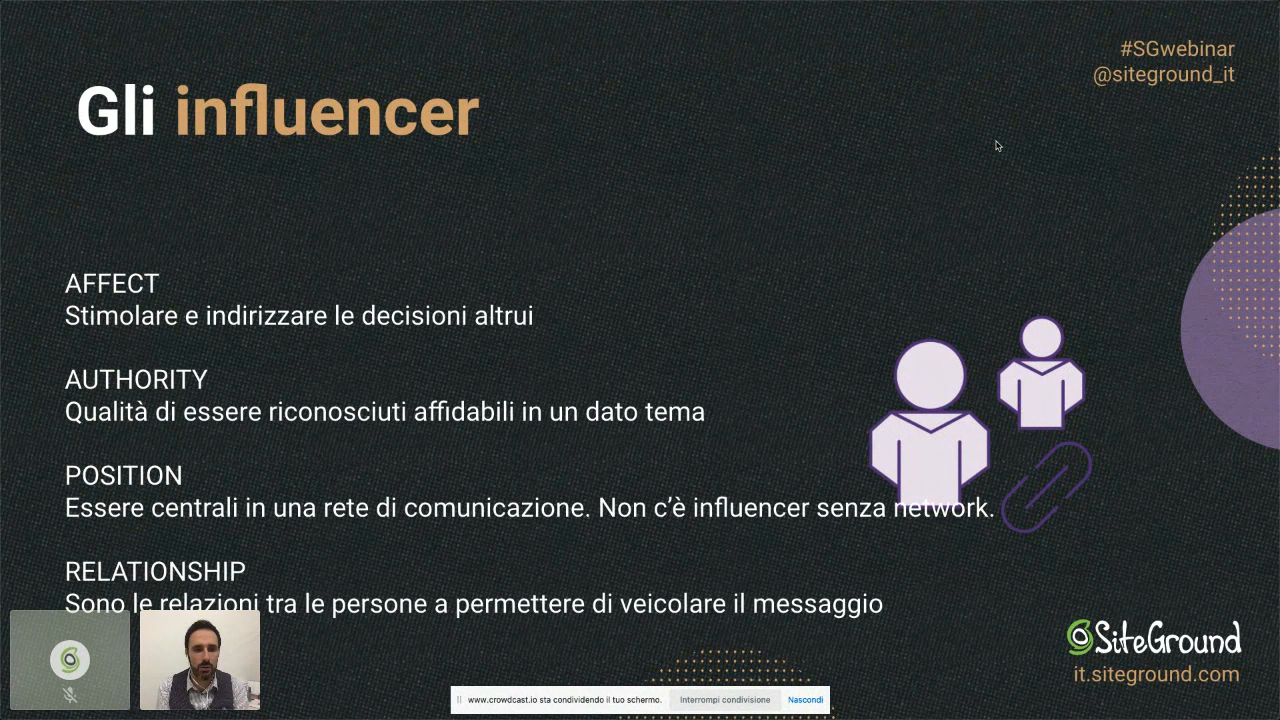 #SGwebinar
@siteground_it
Gli influencer
AFFECT
Stimolare e indirizzare le decisioni altrui
AUTHORITY
Qualità di essere riconosciuti affidabili in un dato tema
POSITION
Essere centrali in una rete di comunicazione. Non c’è influencer senza network.
RELATIONSHIP
Sono le relazioni tra le persone a permettere di veicolare il messaggio
SiteGround
it.siteground.com
www.crowdcast.io sta condividendo il tuo schermo. Interrompi condivisione Nascondi